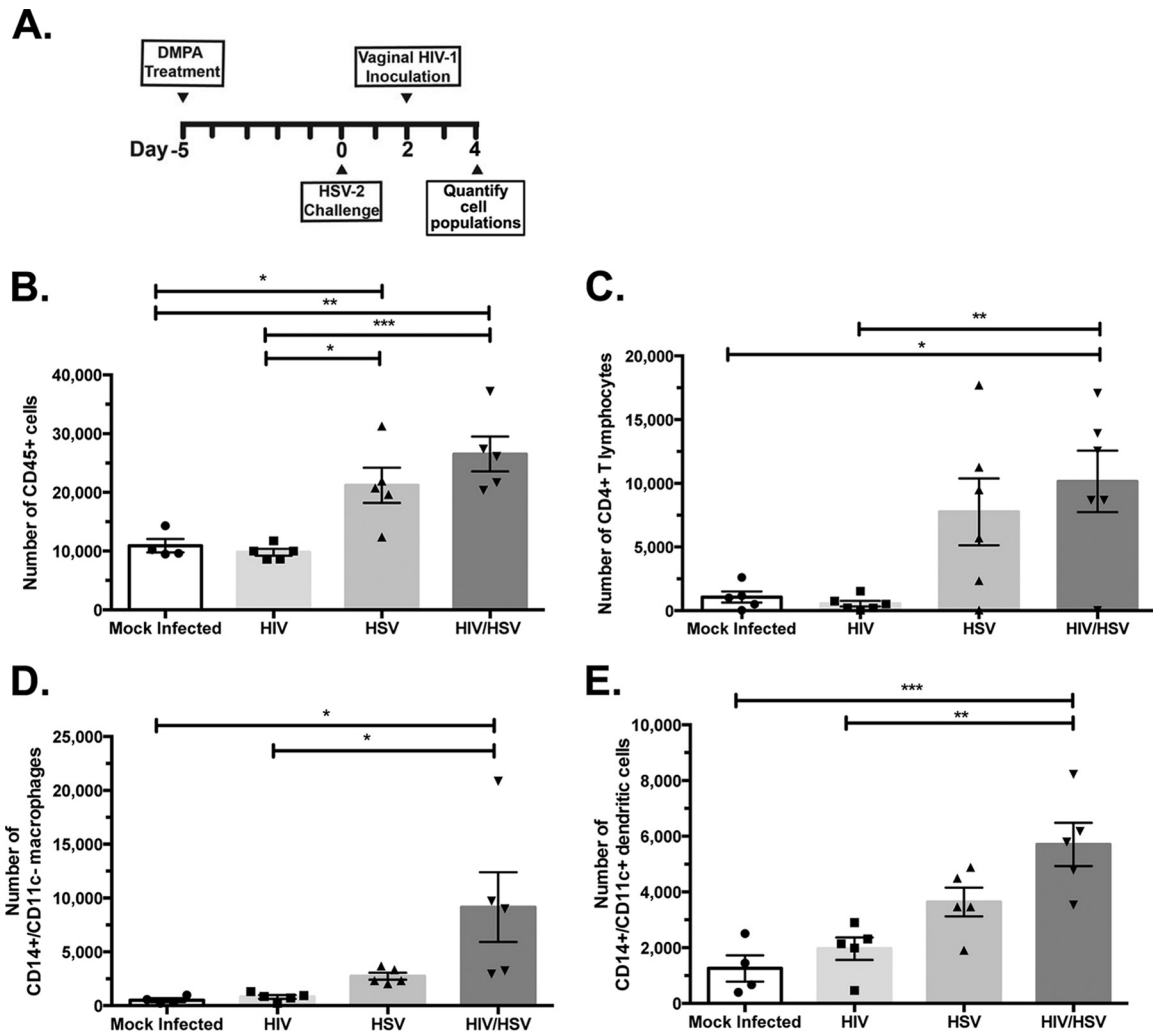 A.
DMPA
Treatment
Vaginal HIV-1
Inoculation
Day -5
0
2
4
HSV-2
Challenge
Quantify
cell
populations
B.
*
**
***
*
Number of CD45+ cells
40,000
30,000
20,000
10,000
0
Mock Infected
HIV
HSV
HIV/HSV
C.
**
*
Number of CD4+ T lymphocytes
20,000
15,000
10,000
5,000
0
Mock Infected
HIV
HSV
HIV/HSV
D.
*
*
Number of
CD14+/CD11c- macrophages
25,000
20,000
15,000
10,000
5,000
0
Mock Infected
HIV
HSV
HIV/HSV
E.
***
**
Number of
CD14+/CD11c+ dendritic cells
10,000
8,000
6,000
4,000
2,000
0
Mock Infected
HIV
HSV
HIV/HSV